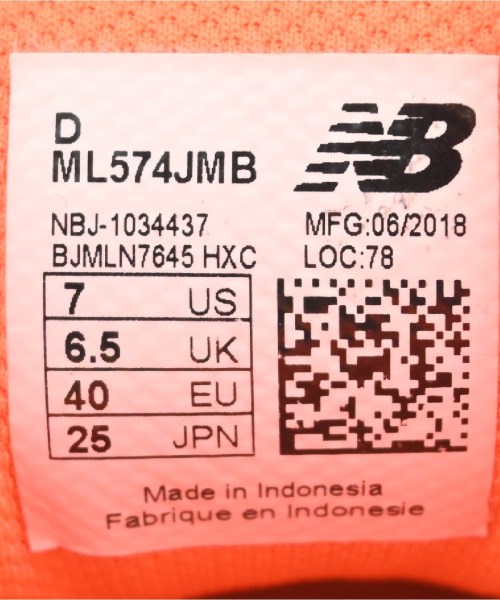 D
ML574JMB
NB
NBJ-1034437
MFG:06/2018
BJMLN7645 HXC
LOC:78
7 US
6.5 UK
40 EU
25 JPN
Made in Indonesia
Fabrique en Indonesie